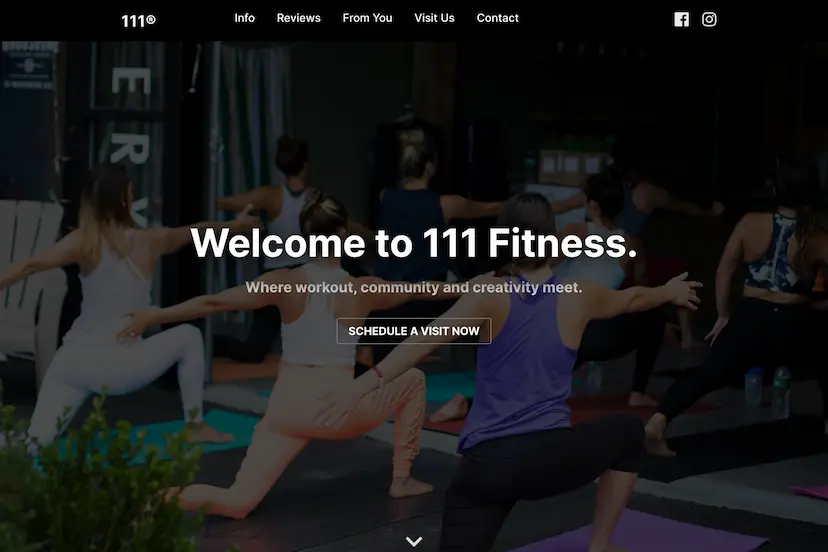 111®
Info
Reviews
From You
Visit Us
Contact
Welcome to 111 Fitness.
Where workout, community and creativity meet.
SCHEDULE A VISIT NOW
E
R
V